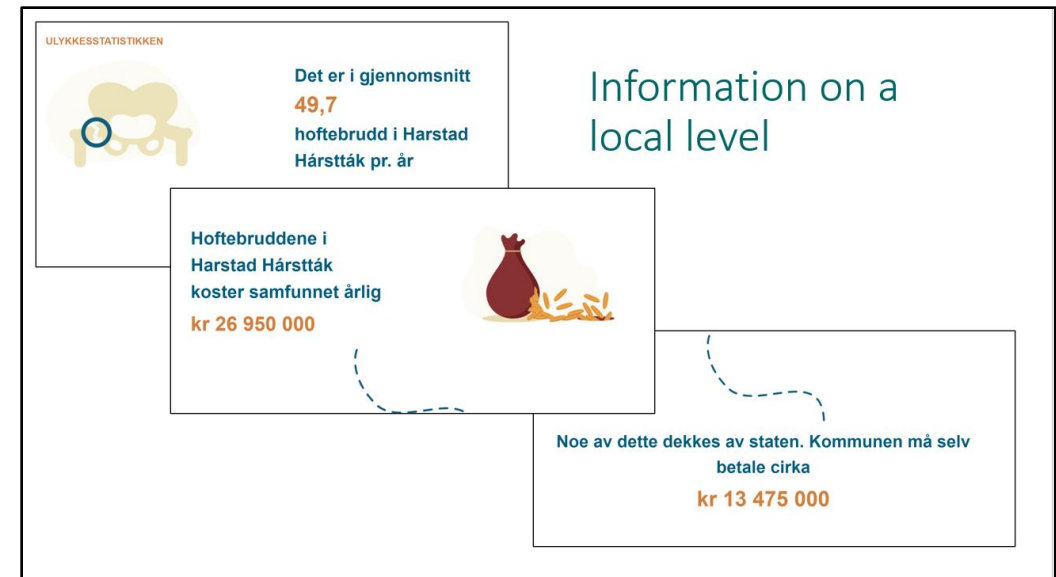 ULYKKESSTATISTIKKEN
Det er i gjennomsnitt
49,7
hoftebrudd i Harstad
Hárstták pr. år
Information on a
local level
Hoftebruddene i
Harstad Hárstták
koster samfunnet årlig
kr 26 950 000
Noe av dette dekkes av staten. Kommunen må selv
betale cirka
kr 13 475 000